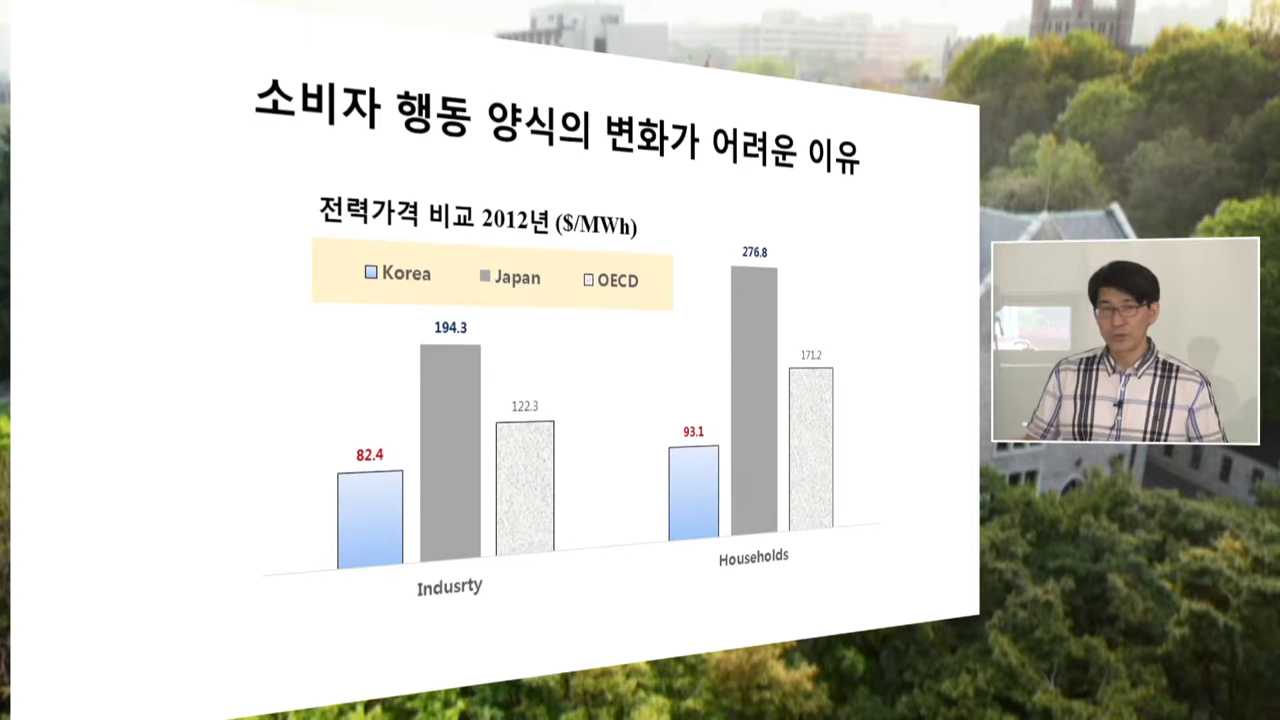 소비자 행동 양식의 변화가 어려운 이유
전력가격 비교 2012년 ($/MWh)
Korea Japan OECD
82.4
194.3
122.3
93.1
276.8
171.2
Indusrty
Households